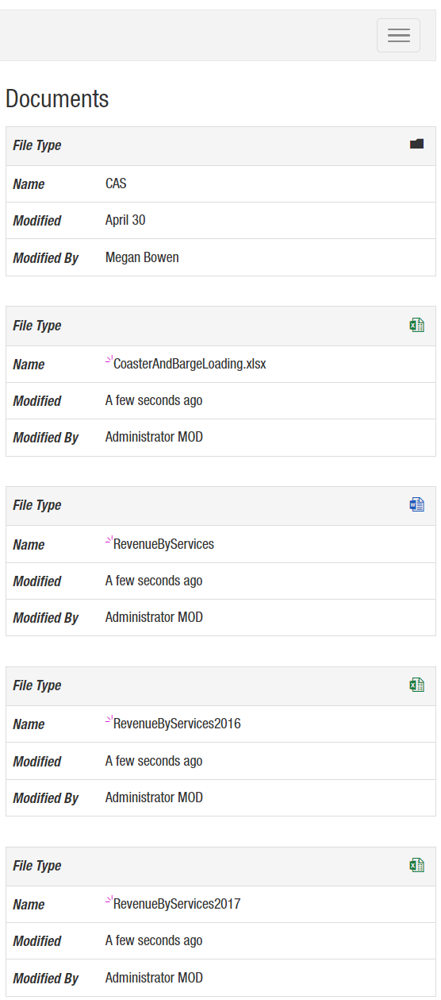 Documents
File Type
Name CAS
Modified April 30
Modified By Megan Bowen
File Type
Name CoasterAndBargeLoading.xlsx
Modified A few seconds ago
Modified By Administrator MOD
File Type
Name RevenueByServices
Modified A few seconds ago
Modified By Administrator MOD
File Type
Name RevenueByServices2016
Modified A few seconds ago
Modified By Administrator MOD
File Type
Name RevenueByServices2017
Modified A few seconds ago
Modified By Administrator MOD